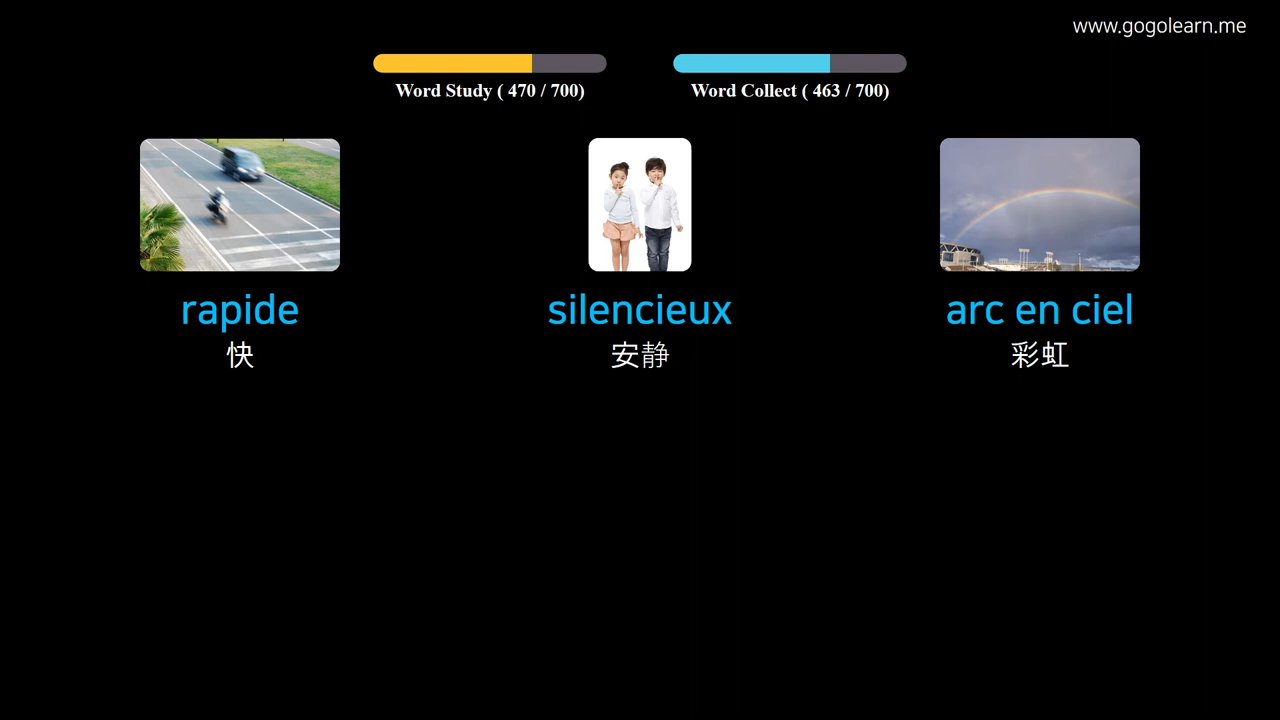 www.gogolearn.me
Word Study ( 470 / 700)
Word Collect ( 463 / 700)
rapide
快
silencieux
安静
arc en ciel
彩虹